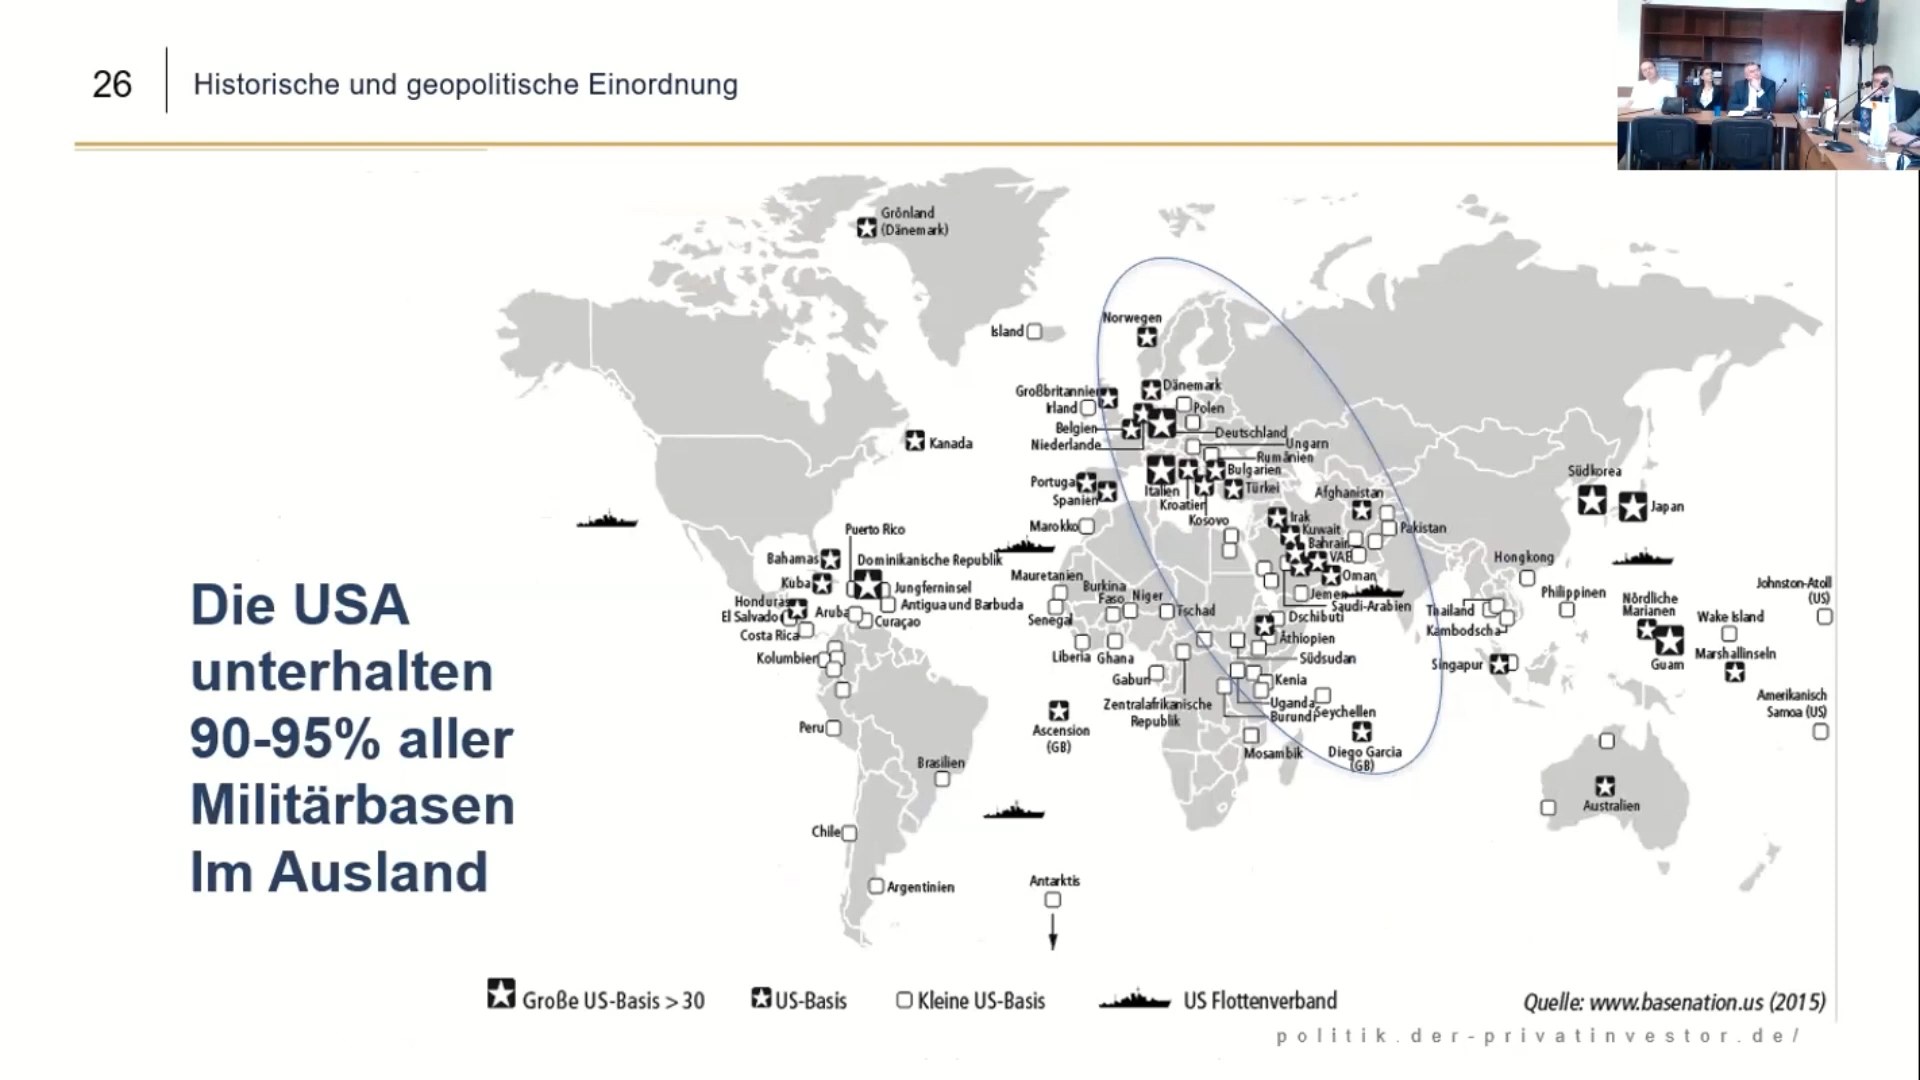 26
Historische und geopolitische Einordnung
Die USA
unterhalten
90-95% aller
Militärbasen
Im Ausland
Grönland
(Dänemark)
Island
Norwegen
Großbritannien
Dänemark
Irland
Polen
Belgien
Deutschland
Niederlande
Ungarn
Rumänien
Kanada
Bulgarien
Portugal
Italien
Türkei
Spanien
Kroatien
Kosovo
Afghanistan
Südkorea
Japan
Marokko
Irak
Kuwait
Pakistan
Bahrain
VAE
Oman
Jemen
Saudi-Arabien
Puerto Rico
Bahamas
Dominikanische Republik
Kuba
Jungferninsel
Honduras
Antigua und Barbuda
El Salvador
Aruba
Curaçao
Costa Rica
Kolumbien
Mauretanien
Burkina
Faso
Niger
Tschad
Senegal
Dschibuti
Äthiopien
Liberia
Ghana
Südsudan
Gabun
Kenia
Zentralafrikanische
Republik
Uganda
Burundi
Seychellen
Hongkong
Philippinen
Thailand
Kambodscha
Singapur
Nördliche
Marianen
Guam
Wake Island
Johnston-Atoll
(US)
Marshallinseln
Amerikanisch
Samoa (US)
Peru
Ascension
(GB)
Mosambik
Diego Garcia
(GB)
Brasilien
Australien
Chile
Argentinien
Antarktis
Große US-Basis > 30
US-Basis
Kleine US-Basis
US Flottenverband
Quelle: www.basenation.us (2015)
politik.der-privatinvestor.de/